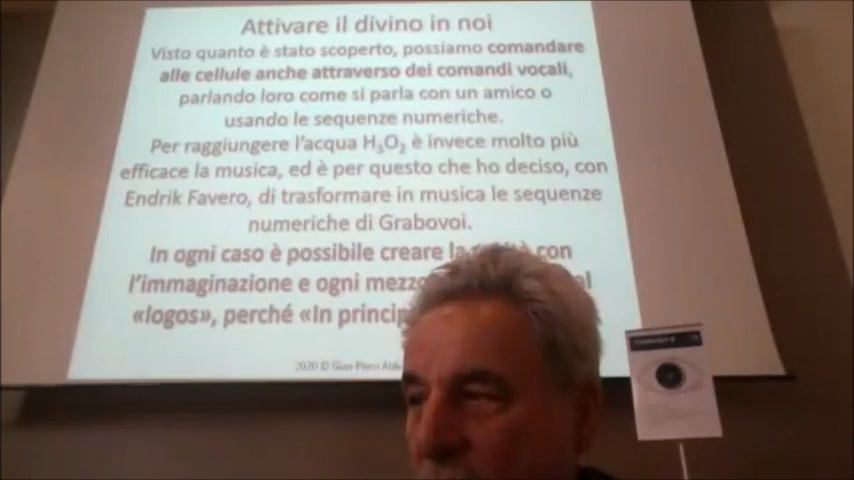 Attivare il divino in noi
Visto quanto è stato scoperto, possiamo comandare
alle cellule anche attraverso dei comandi vocali,
parlando loro come si parla con un amico o
usando le sequenze numeriche.
Per raggiungere l'acqua H₃O₂ è invece molto più
efficace la musica, ed è per questo che ho deciso, con
Endrik Favero, di trasformare in musica le sequenze
numeriche di Grabovoi.
In ogni caso è possibile creare la con
l'immaginazione e ogni
«logos», perché «In
2020 © Gian Piero